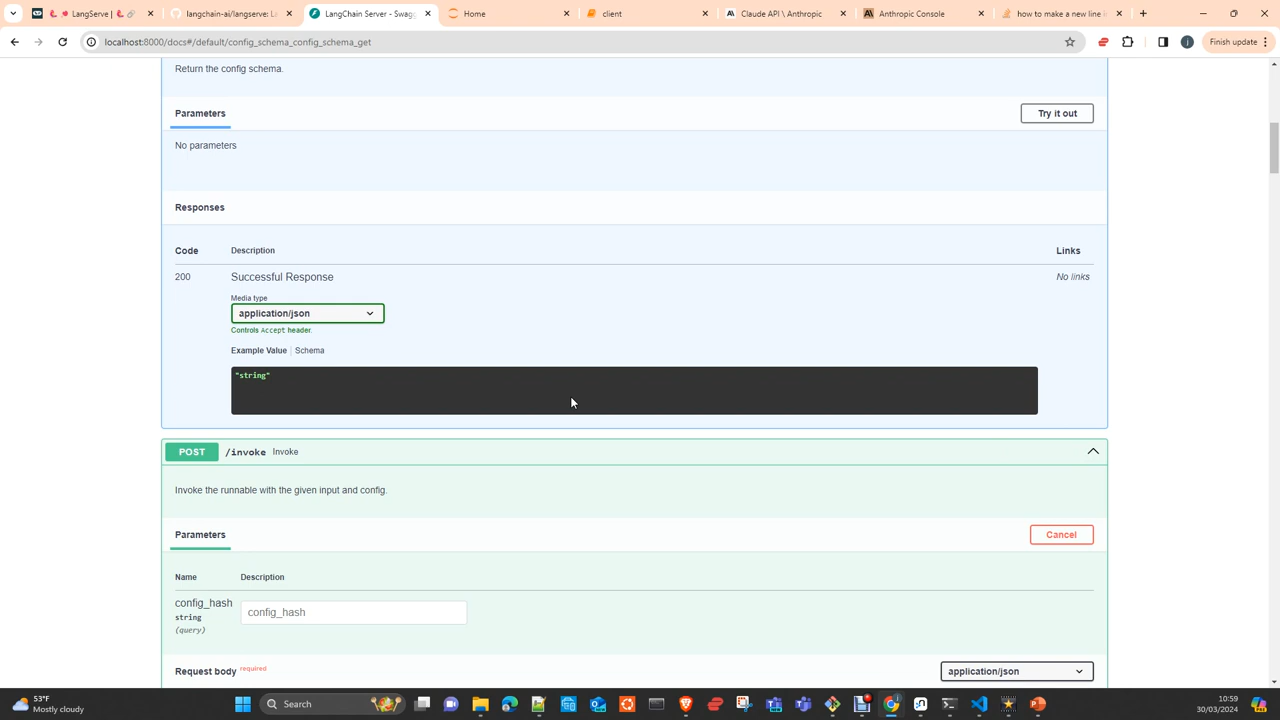 LangServe | 🦜️🔗
langchain-ai/langserve: La
LangChain Server - Swagg
Home
client
Claude API \ Anthropic
Anthropic Console
how to make a new line k
localhost:8000/docs#/default/config_schema_config_schema_get
Finish update
Return the config schema.
Parameters
Try it out
No parameters
Responses
Code Description Links
200 Successful Response No links
Media type
application/json
Controls Accept header.
Example Value Schema
"string"
POST /invoke Invoke
Invoke the runnable with the given input and config.
Parameters
Cancel
Name Description
config_hash
string
(query)
config_hash
Request body required
application/json
53°F
Mostly cloudy
Search
10:59
30/03/2024